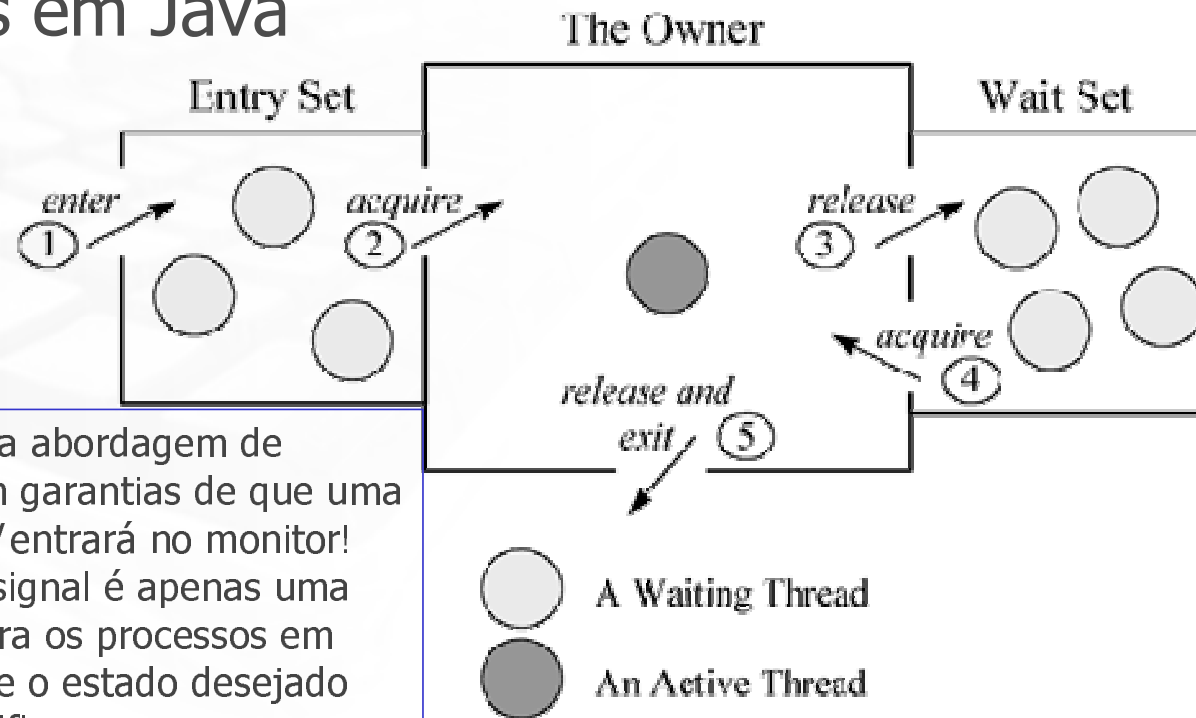 s em Java
The Owner
Entry Set
Wait Set
enter
1
acquire
2
release
3
acquire
4
release and
exit
5
a abordagem de
garantias de que uma
entrará no monitor!
signal é apenas uma
ra os processos em
e o estado desejado
A Waiting Thread
An Active Thread